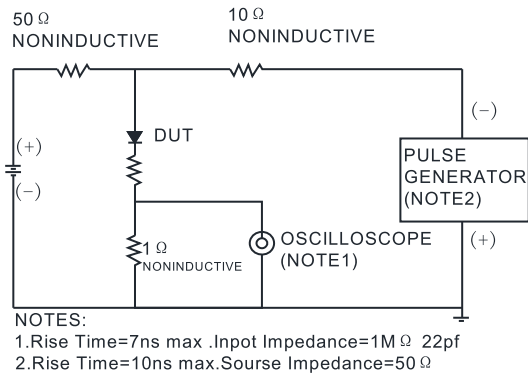 50 Ω
NONINDUCTIVE
10 Ω
NONINDUCTIVE
(+)
(−)
DUT
1 Ω
NONINDUCTIVE
OSCILLOSCOPE
(NOTE1)
(−)
PULSE
GENERATOR
(NOTE2)
(+)
NOTES:
1.Rise Time=7ns max .Inpot Impedance=1M Ω 22pf
2.Rise Time=10ns max.Sourse Impedance=50 Ω